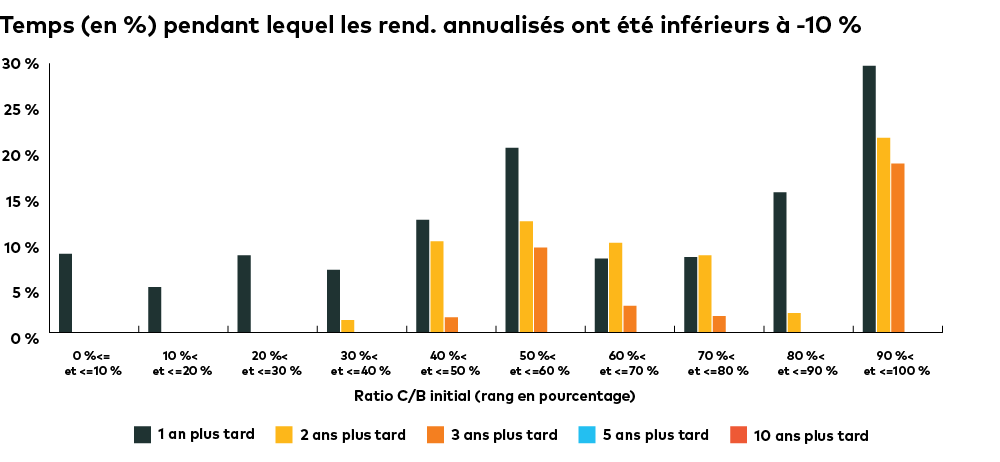 Temps (en %) pendant lequel les rend. annualisés ont été inférieurs à -10 %
30 %
25 %
20 %
15 %
10 %
5 %
0 %
0 %<= 10 %< 20 %< 30 %< 40 %< 50 %< 60 %< 70 %< 80 %< 90 %<
et <=10 % et <=20 % et <=30 % et <=40 % et <=50 % et <=60 % et <=70 % et <=80 % et <=90 % et <=100 %
Ratio C/B initial (rang en pourcentage)
1 an plus tard 2 ans plus tard 3 ans plus tard 5 ans plus tard 10 ans plus tard